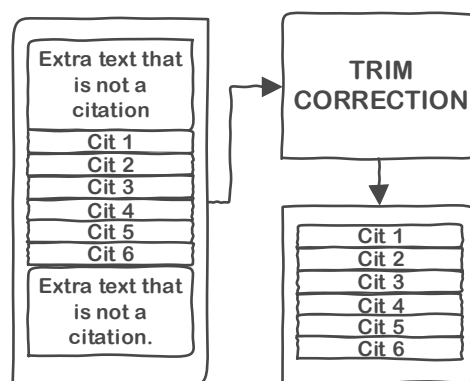 Extra text that
is not a
citation
Cit 1
Cit 2
Cit 3
Cit 4
Cit 5
Cit 6
Extra text that
is not a
citation.
TRIM
CORRECTION
Cit 1
Cit 2
Cit 3
Cit 4
Cit 5
Cit 6